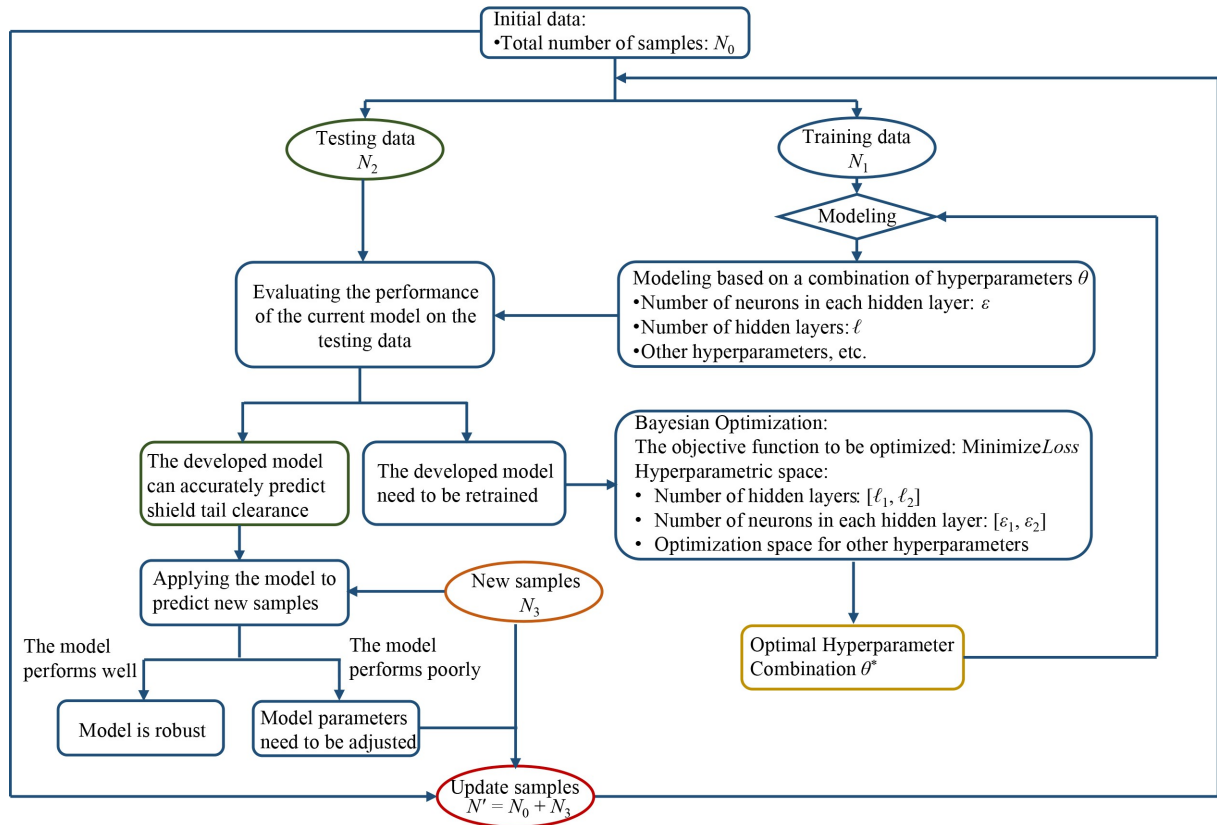 Initial data:
•Total number of samples: N₀
Testing data
N₂
Training data
N₁
Modeling
Evaluating the performance
of the current model on the
testing data
Modeling based on a combination of hyperparameters θ
•Number of neurons in each hidden layer: ε
•Number of hidden layers: ℓ
•Other hyperparameters, etc.
The developed model
can accurately predict
shield tail clearance
The developed model
need to be retrained
Bayesian Optimization:
The objective function to be optimized: MinimizeLoss
Hyperparametric space:
• Number of hidden layers: [ℓ₁, ℓ₂]
• Number of neurons in each hidden layer: [ε₁, ε₂]
• Optimization space for other hyperparameters
Applying the model to
predict new samples
New samples
N₃
The model
performs well
The model
performs poorly
Optimal Hyperparameter
Combination θ*
Model is robust
Model parameters
need to be adjusted
Update samples
N′ = N₀ + N₃